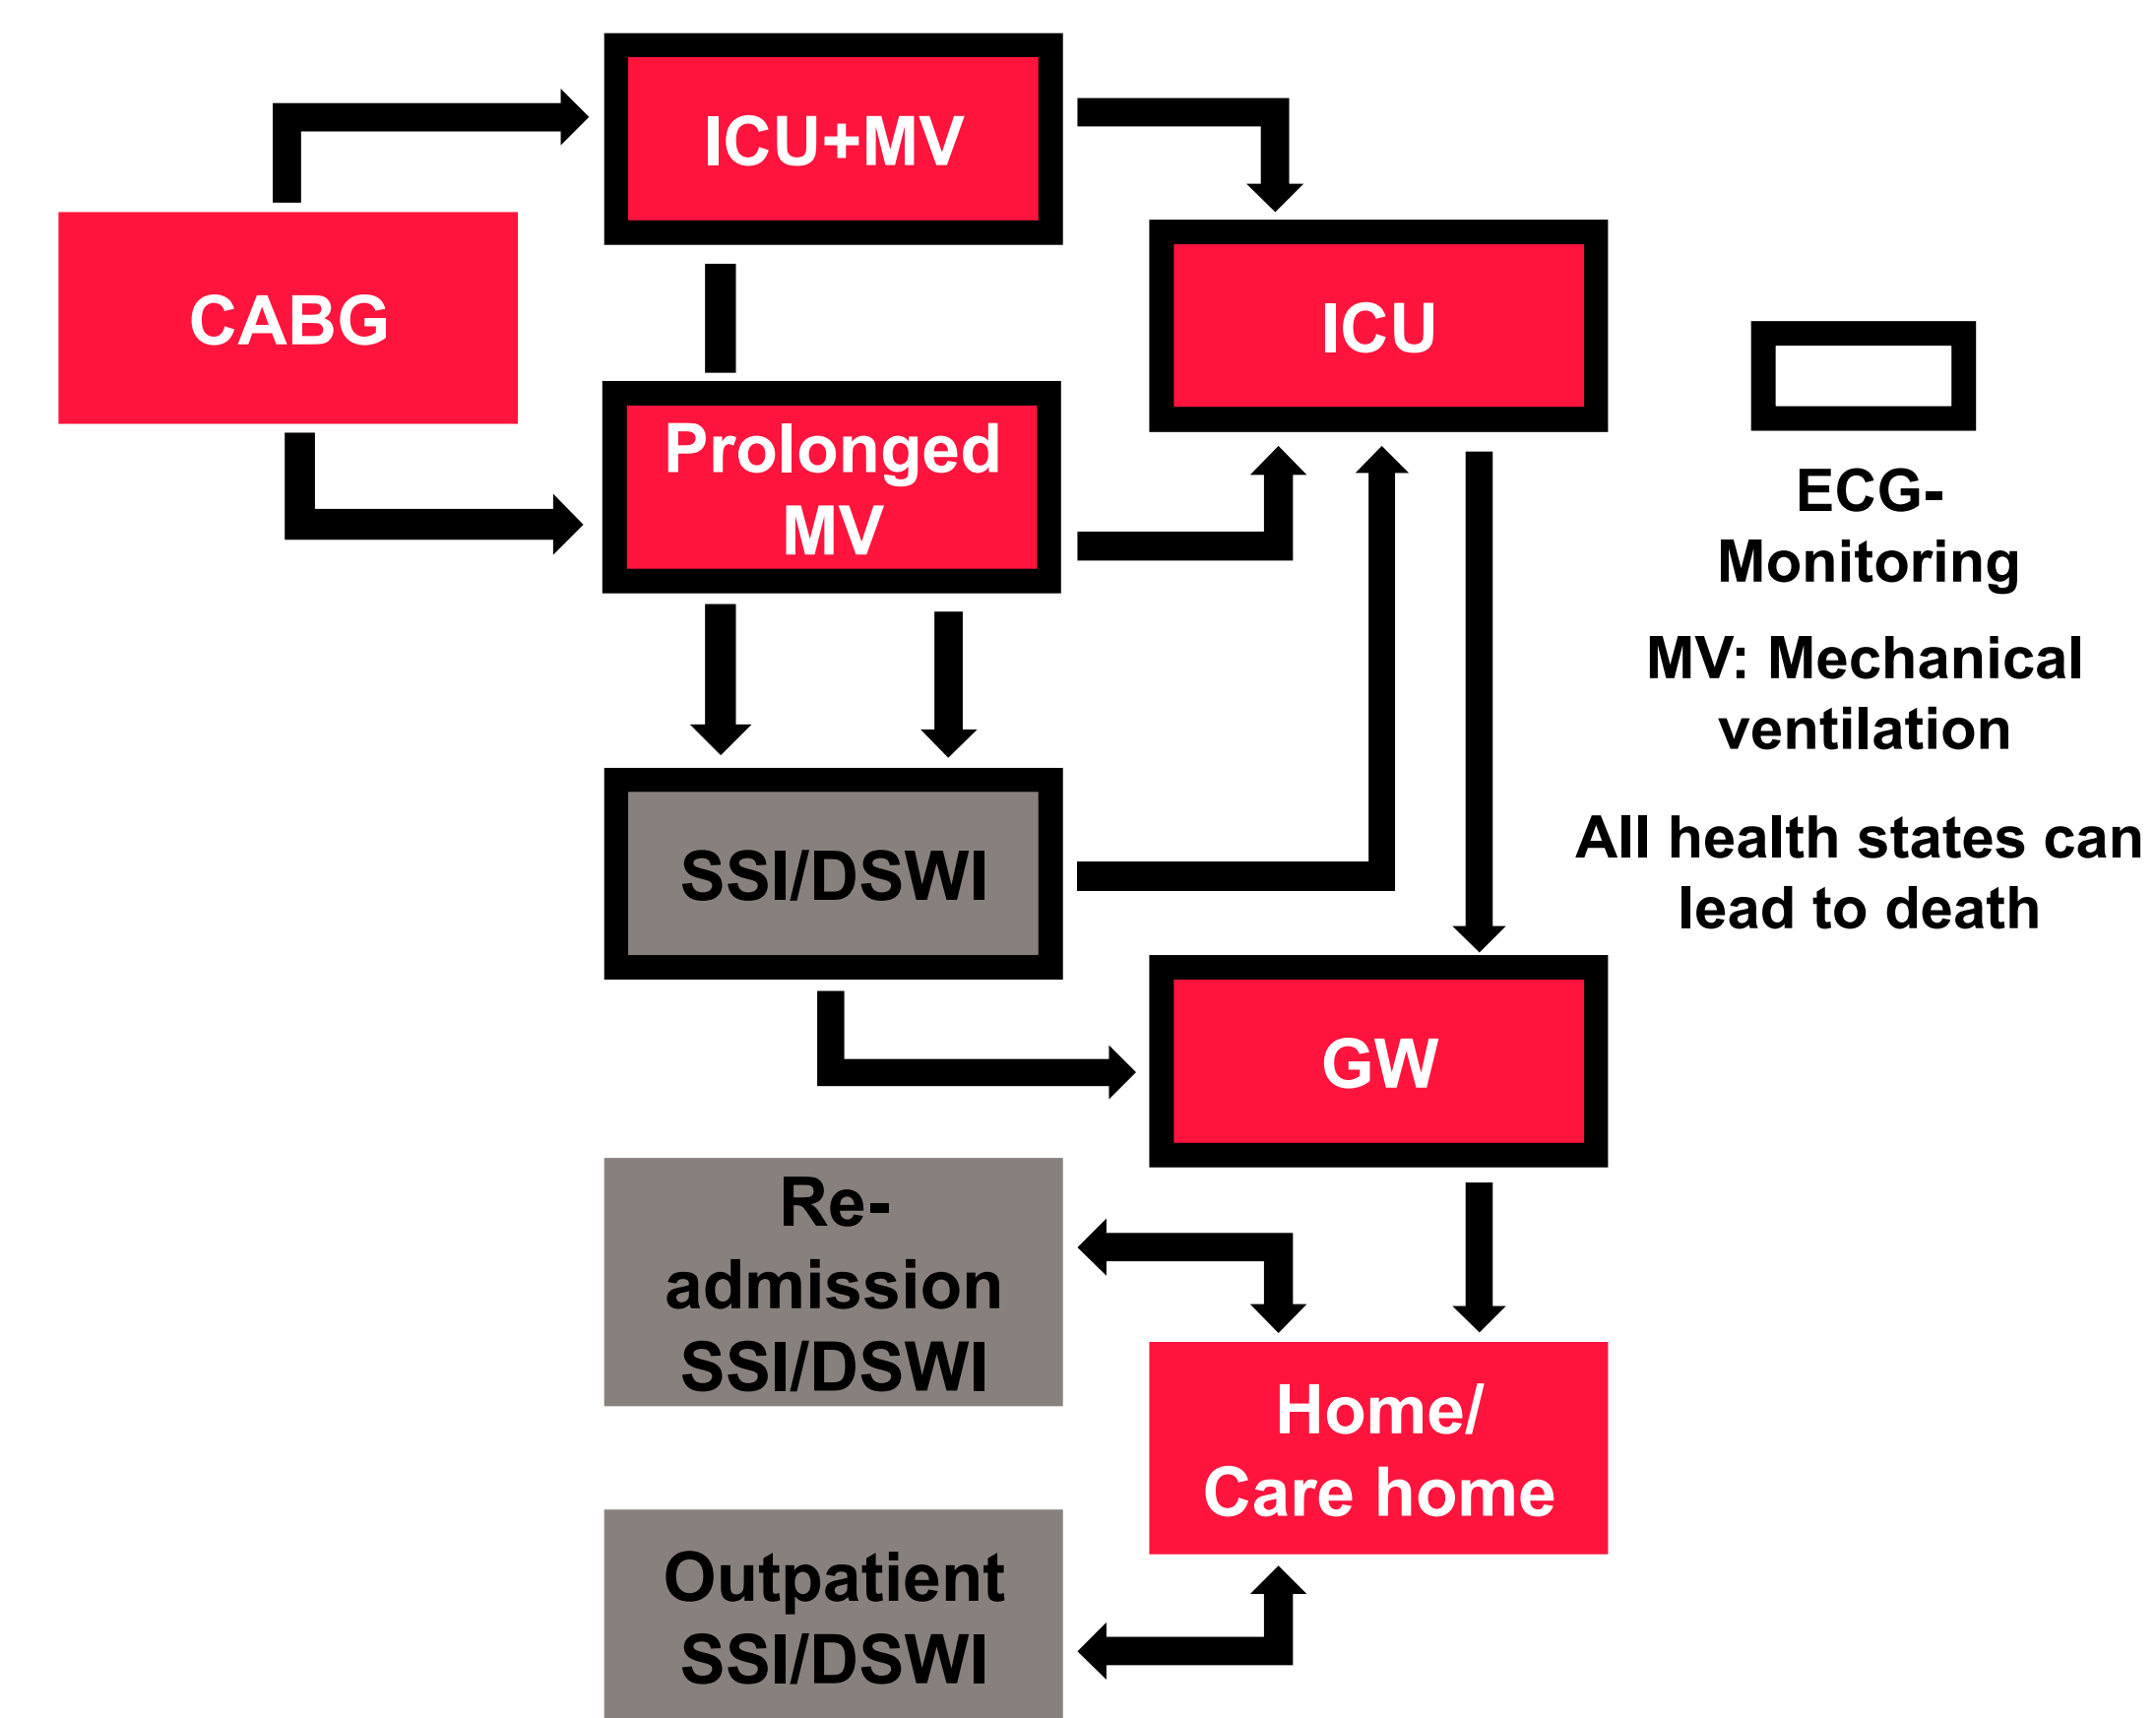 ICU+MV
CABG
ICU
Prolonged
MV
ECG-
Monitoring
MV: Mechanical
ventilation
All health states can
lead to death
SSI/DSWI
GW
Re-
admission
SSI/DSWI
Home/
Care home
Outpatient
SSI/DSWI